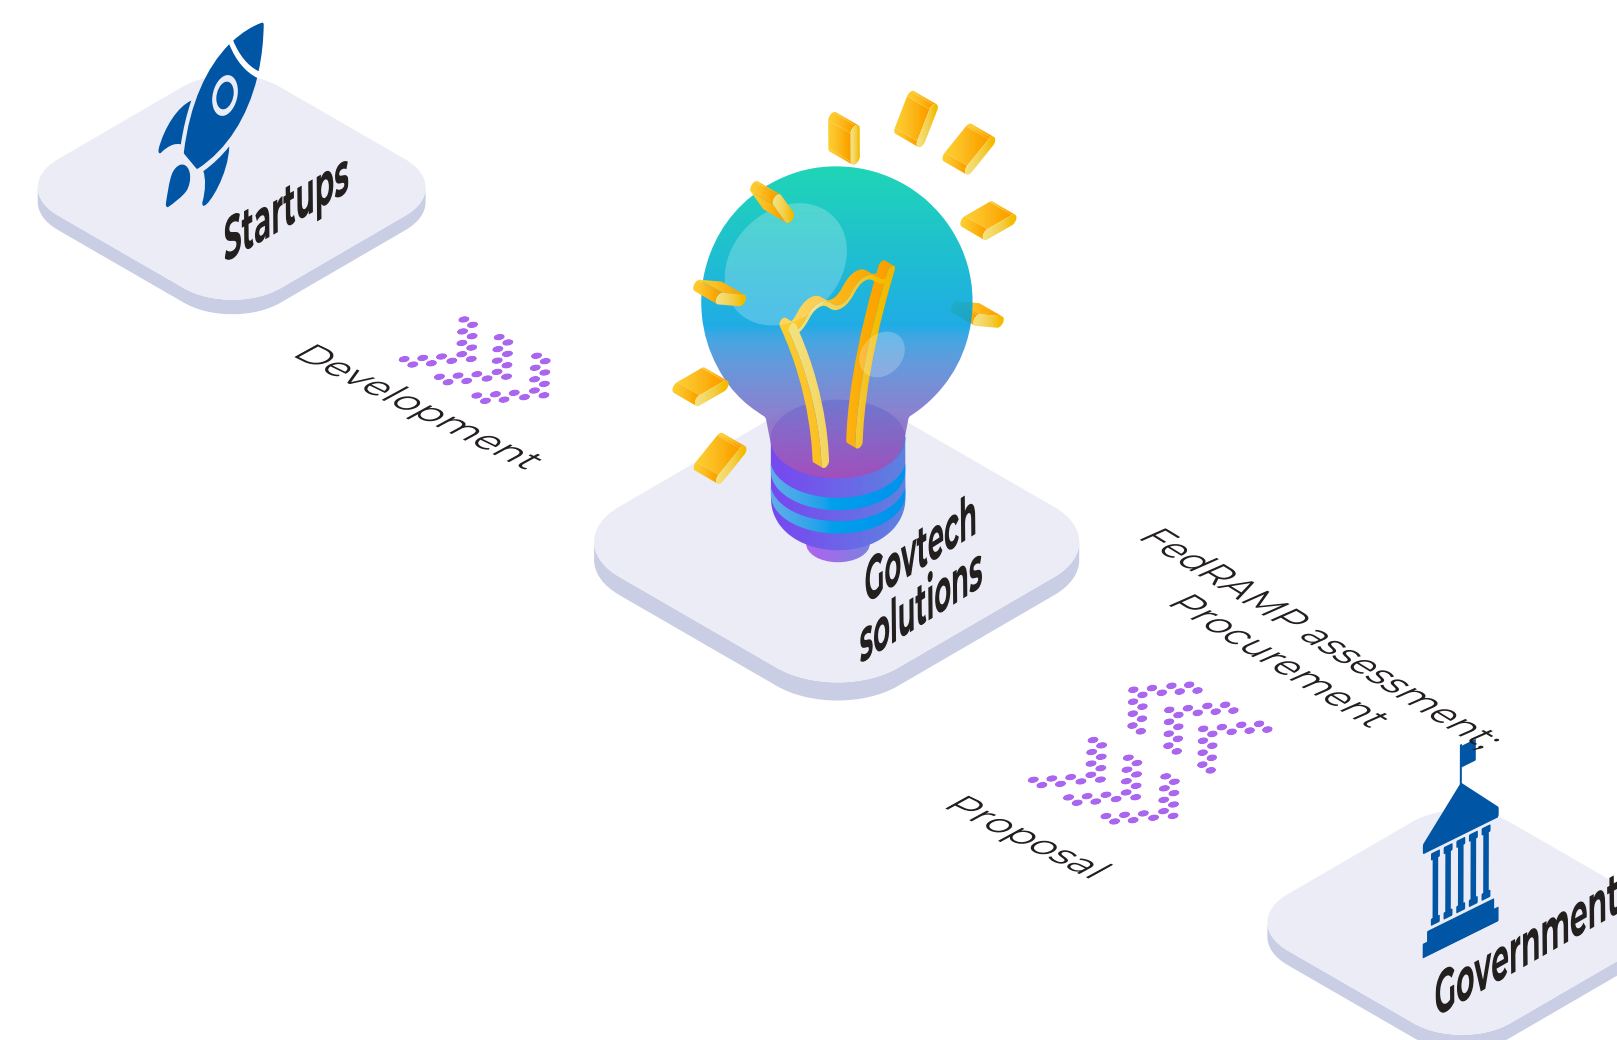 Startups
Development
Govtech
solutions
FedRAMP assessment;
Procurement
Proposal
Government